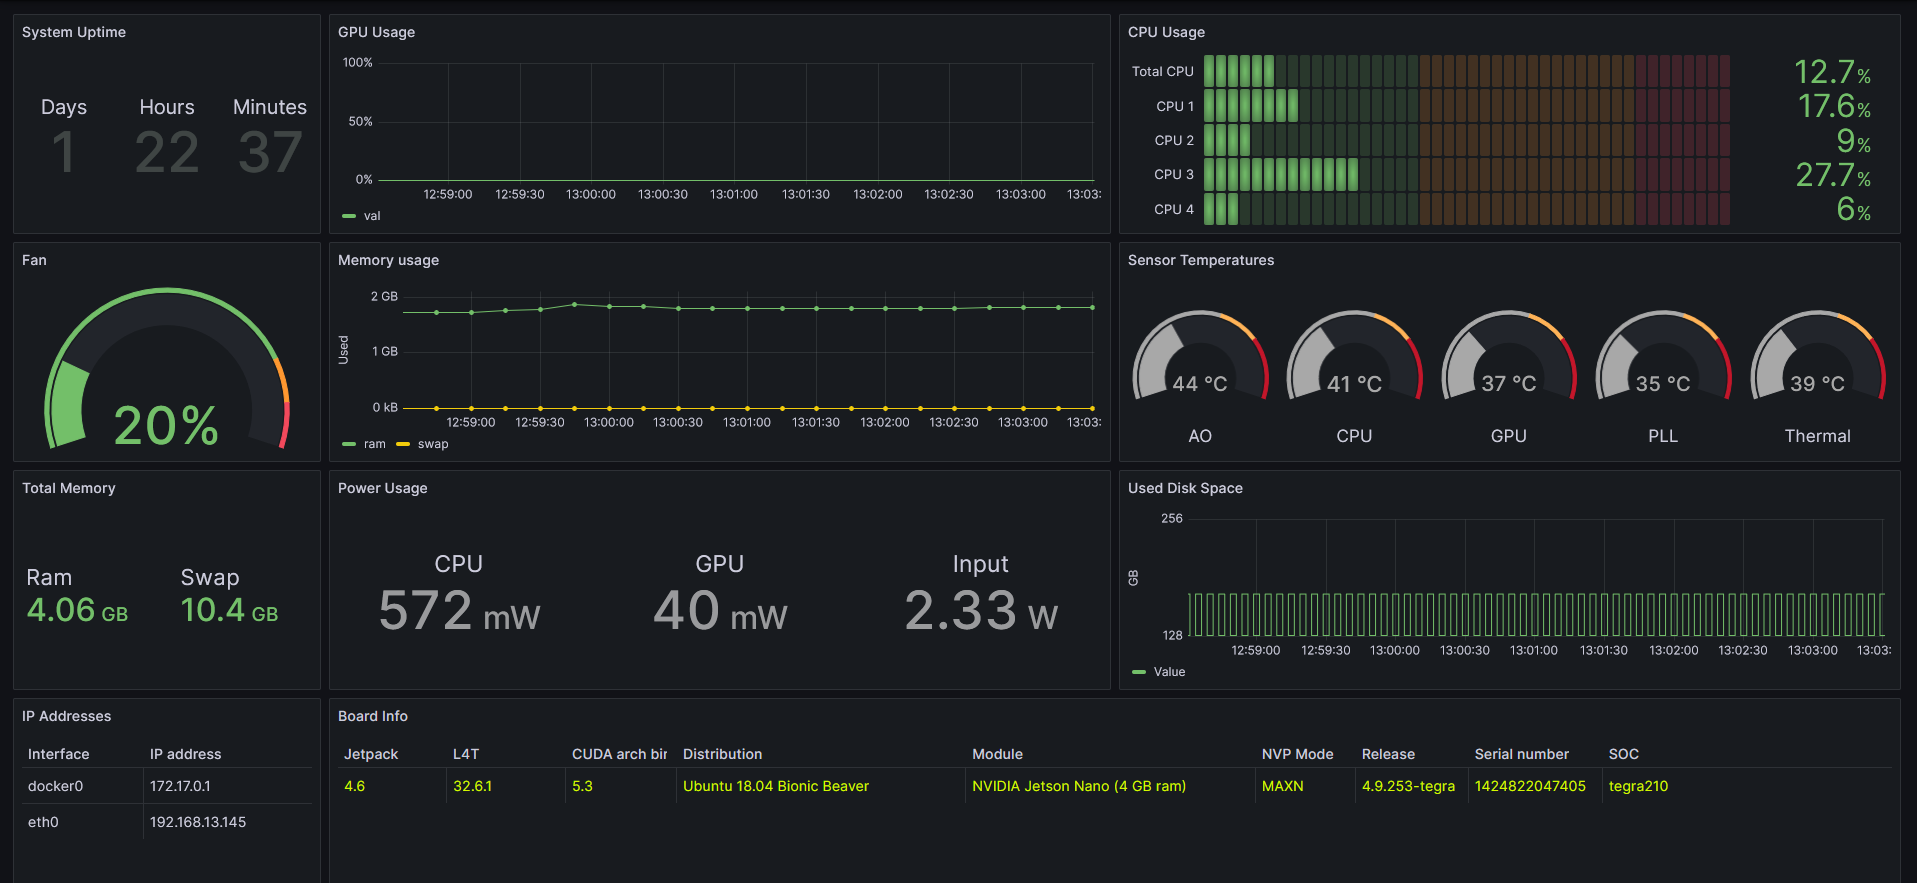 System Uptime
Days Hours Minutes
1 22 37
GPU Usage
100%
50%
0%
12:59:00 12:59:30 13:00:00 13:00:30 13:01:00 13:01:30 13:02:00 13:02:30 13:03:00 13:03:
val
CPU Usage
Total CPU 12.7%
CPU 1 17.6%
CPU 2 9%
CPU 3 27.7%
CPU 4 6%
Fan
20%
Memory usage
Used
2 GB
1 GB
0 kB
12:59:00 12:59:30 13:00:00 13:00:30 13:01:00 13:01:30 13:02:00 13:02:30 13:03:00 13:03:
ram swap
Sensor Temperatures
44 °C 41 °C 37 °C 35 °C 39 °C
AO CPU GPU PLL Thermal
Total Memory
Ram Swap
4.06 GB 10.4 GB
Power Usage
CPU GPU Input
572 mW 40 mW 2.33 W
Used Disk Space
GB
256
128
12:59:00 12:59:30 13:00:00 13:00:30 13:01:00 13:01:30 13:02:00 13:02:30 13:03:00 13:03:
Value
IP Addresses
Interface IP address
docker0 172.17.0.1
eth0 192.168.13.145
Board Info
Jetpack L4T CUDA arch bin Distribution Module NVP Mode Release Serial number SOC
4.6 32.6.1 5.3 Ubuntu 18.04 Bionic Beaver NVIDIA Jetson Nano (4 GB ram) MAXN 4.9.253-tegra 1424822047405 tegra210